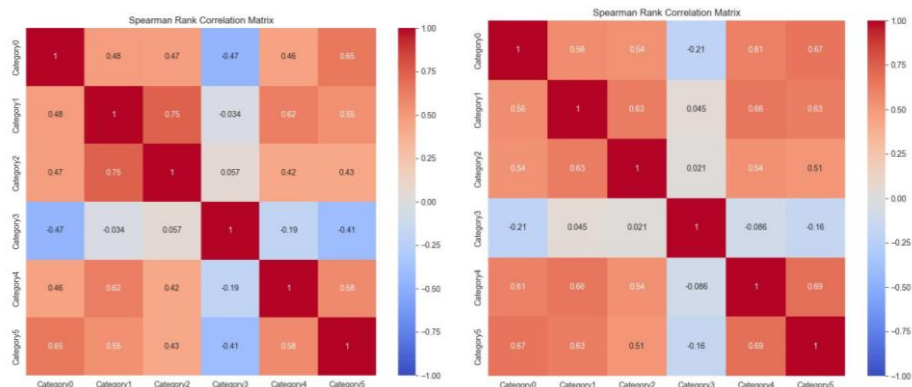 Spearman Rank Correlation Matrix
Category0 1 0.48 0.47 -0.47 0.46 0.65
Category1 0.48 1 0.75 -0.034 0.62 0.55
Category2 0.47 0.75 1 0.057 0.42 0.43
Category3 -0.47 -0.034 0.057 1 -0.19 -0.41
Category4 0.46 0.62 0.42 -0.19 1 0.58
Category5 0.65 0.55 0.43 -0.41 0.58 1
Category0 Category1 Category2 Category3 Category4 Category5
1.00
0.75
0.50
0.25
0.00
-0.25
-0.50
-0.75
-1.00
Spearman Rank Correlation Matrix
Category0 1 0.56 0.54 -0.21 0.61 0.67
Category1 0.56 1 0.63 0.045 0.66 0.63
Category2 0.54 0.63 1 0.021 0.54 0.51
Category3 -0.21 0.045 0.021 1 -0.086 -0.16
Category4 0.61 0.66 0.54 -0.086 1 0.69
Category5 0.67 0.63 0.51 -0.16 0.69 1
Category0 Category1 Category2 Category3 Category4 Category5
1.00
0.75
0.50
0.25
0.00
-0.25
-0.50
-0.75
-1.00